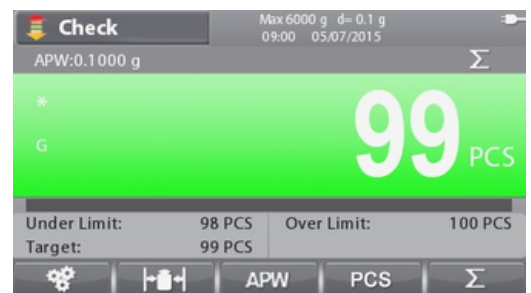 Check
Max 6000 g d= 0.1 g
09:00 05/07/2015
APW:0.1000 g
Σ
*
G
99 PCS
Under Limit: 98 PCS Over Limit: 100 PCS
Target: 99 PCS
APW PCS Σ